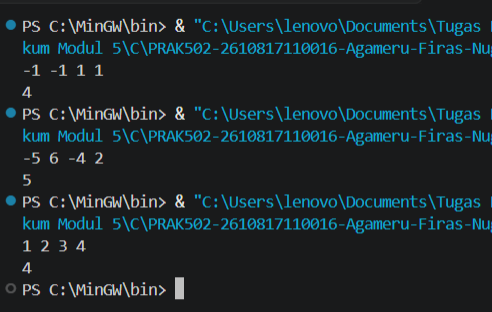 PS C:\MinGW\bin> & "C:\Users\lenovo\Documents\Tugas
kum Modul 5\C\PRAK502-2610817110016-Agameru-Firas-Nu
-1 -1 1 1
4
PS C:\MinGW\bin> & "C:\Users\lenovo\Documents\Tugas
kum Modul 5\C\PRAK502-2610817110016-Agameru-Firas-Nu
-5 6 -4 2
5
PS C:\MinGW\bin> & "C:\Users\lenovo\Documents\Tugas
kum Modul 5\C\PRAK502-2610817110016-Agameru-Firas-Nu
1 2 3 4
4
PS C:\MinGW\bin>